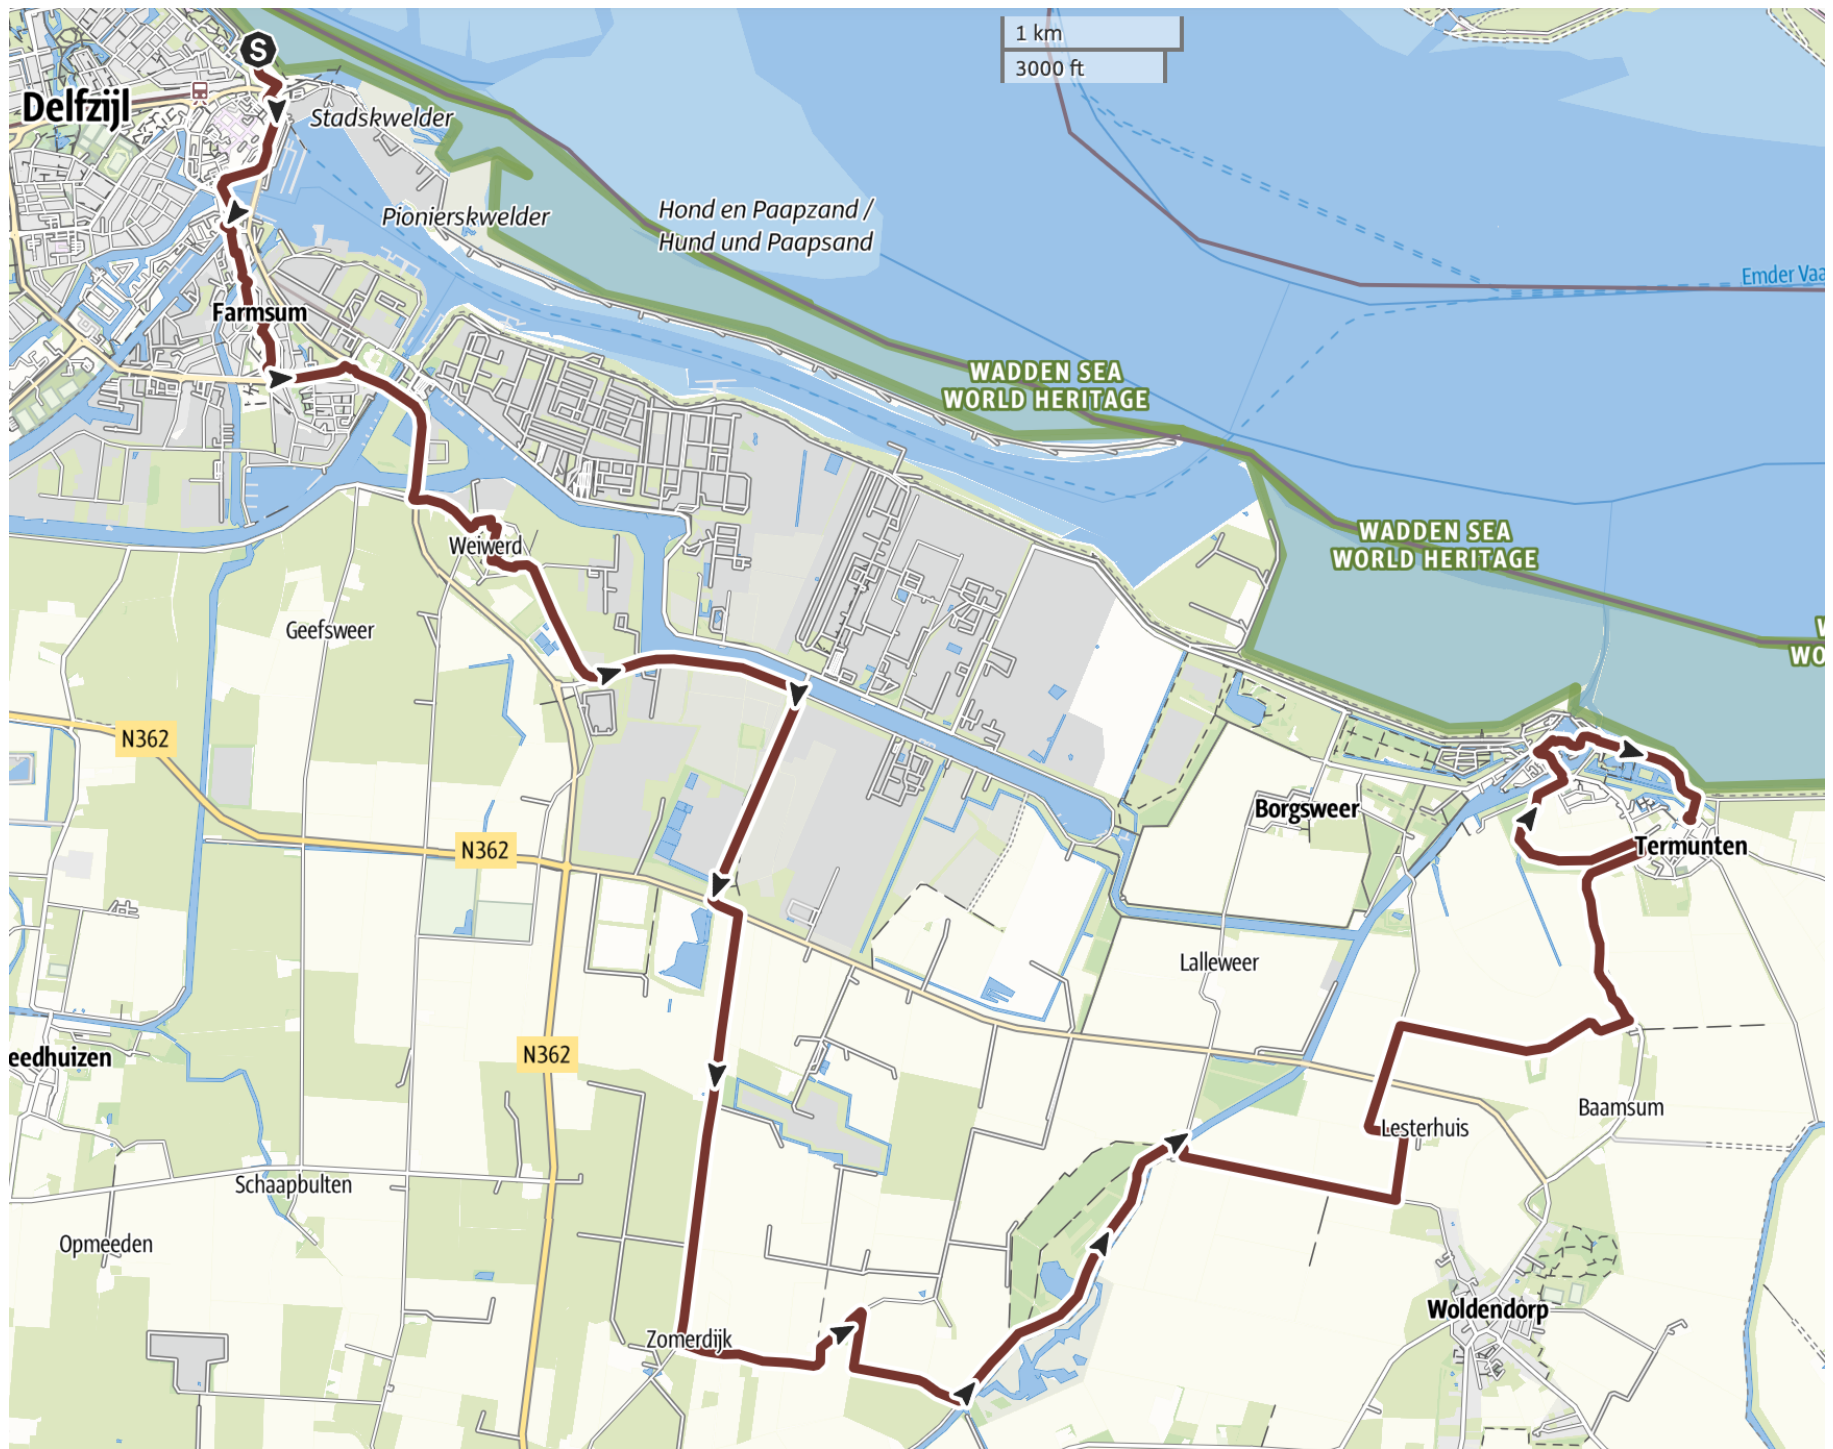 S
1 km
3000 ft
Delfzijl
Stadskwelder
Pionierskwelder
Hond en Paapzand /
Hund und Paapsand
Emder Vaa
Farmsum
WADDEN SEA
WORLD HERITAGE
WADDEN SEA
WORLD HERITAGE
Weiwerd
Geefsweer
W
WO
N362
Borgsweer
Termunten
N362
Lalleweer
N362
eedhuizen
Baamsum
Lesterhuis
Schaapbulten
Opmeeden
Woldendorp
Zomerdijk